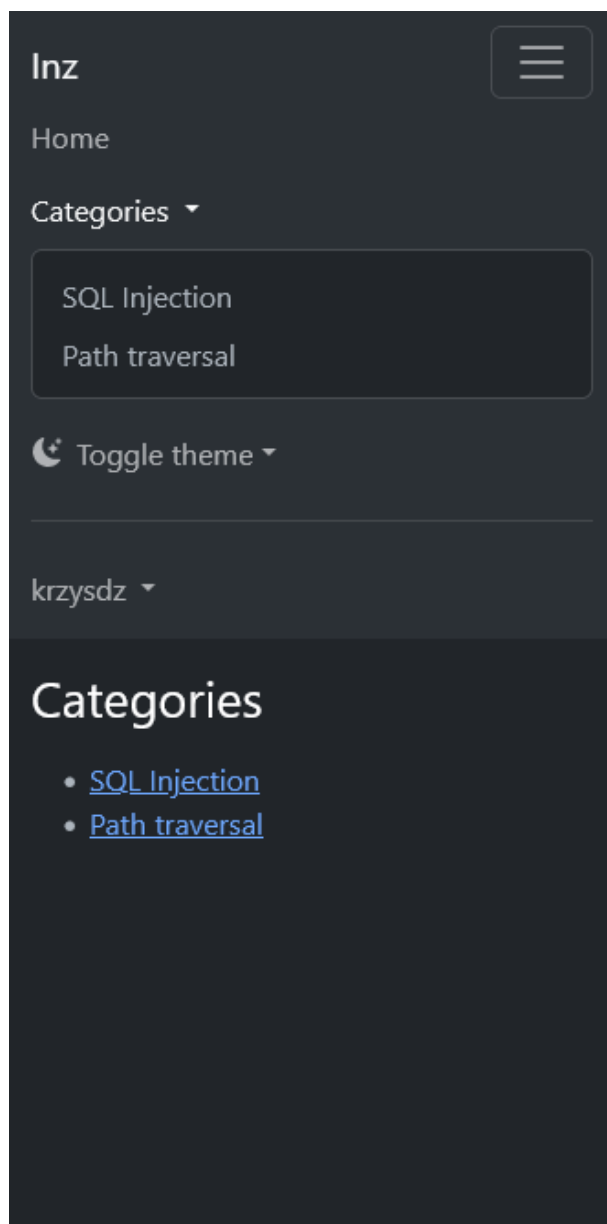 Inz
Home
Categories
SQL Injection
Path traversal
Toggle theme
krzysdz
Categories
SQL Injection
Path traversal